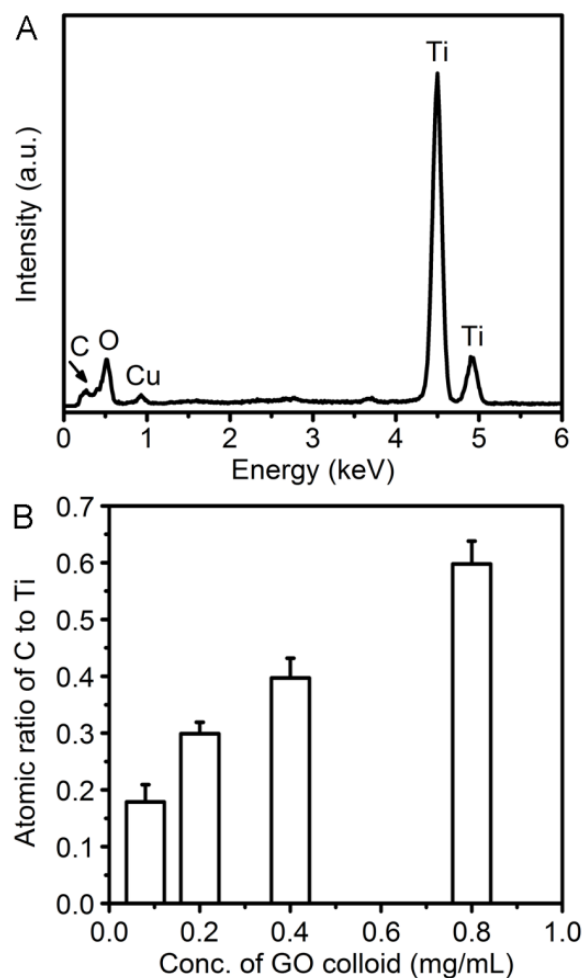 A
Intensity (a.u.)
C
O
Cu
Ti
Ti
0 1 2 3 4 5 6
Energy (keV)
B
Atomic ratio of C to Ti
0.7
0.6
0.5
0.4
0.3
0.2
0.1
0.0
0.0 0.2 0.4 0.6 0.8 1.0
Conc. of GO colloid (mg/mL)